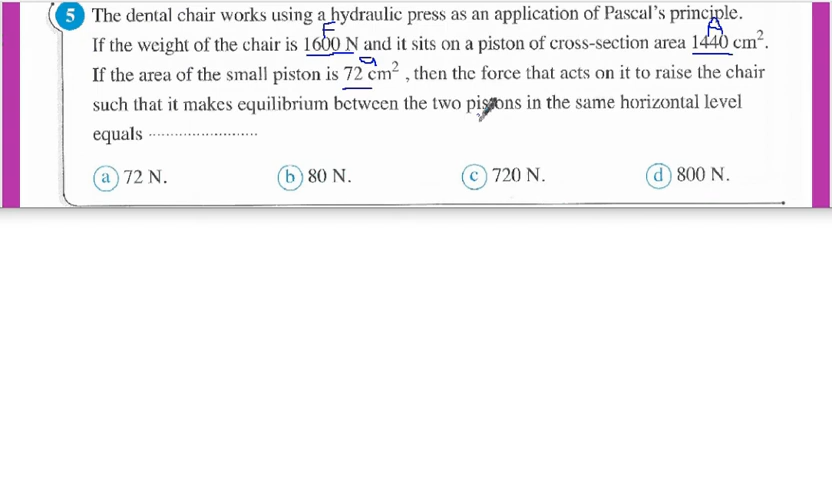 5 The dental chair works using a hydraulic press as an application of Pascal's principle.
F A
If the weight of the chair is 1600 N and it sits on a piston of cross-section area 1440 cm².
a
If the area of the small piston is 72 cm² , then the force that acts on it to raise the chair
such that it makes equilibrium between the two pistons in the same horizontal level
equals ..........................
a 72 N. b 80 N. c 720 N. d 800 N.